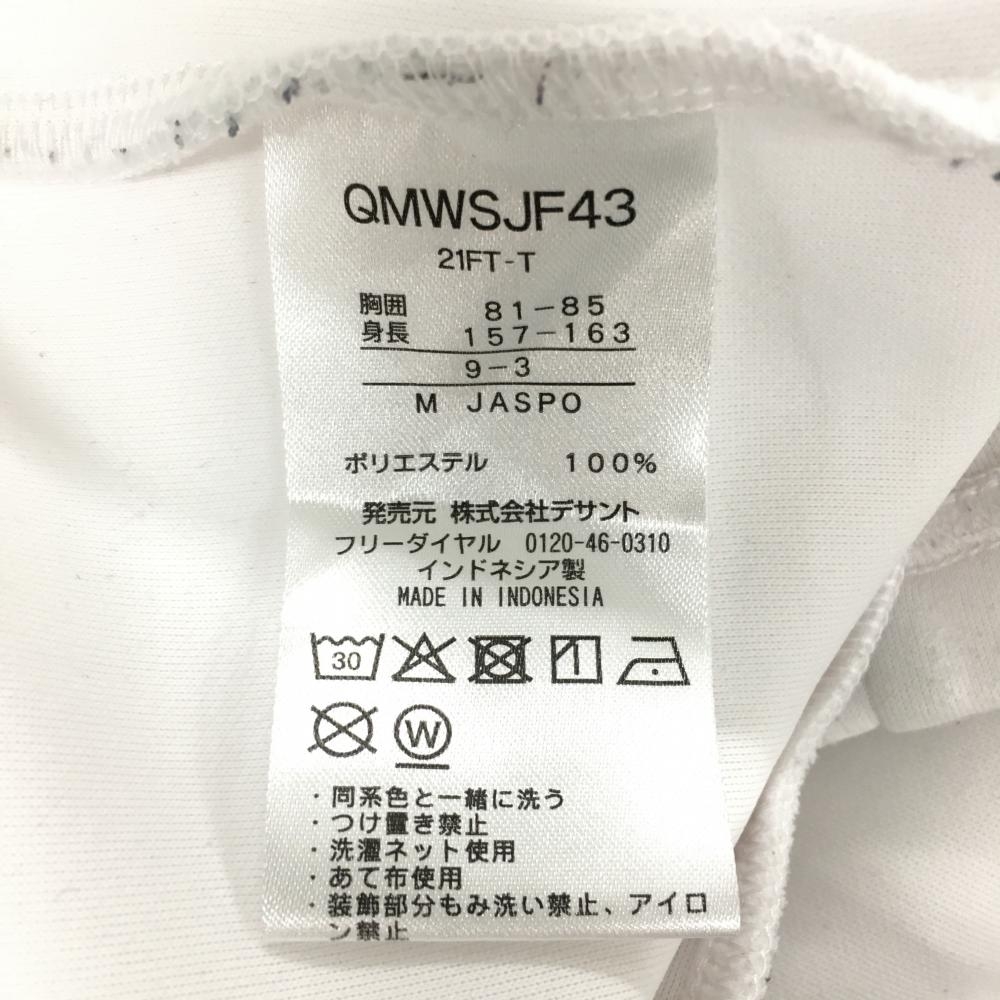 QMWSJF43
21FT-T
胸囲 81-85
身長 157-163
9-3
M JASPO
ポリエステル 100%
発売元 株式会社デサント
フリーダイヤル 0120-46-0310
インドネシア製
MADE IN INDONESIA
30
W
・同系色と一緒に洗う
・つけ置き禁止
・洗濯ネット使用
・あて布使用
・装飾部分もみ洗い禁止、アイロ
ン禁止